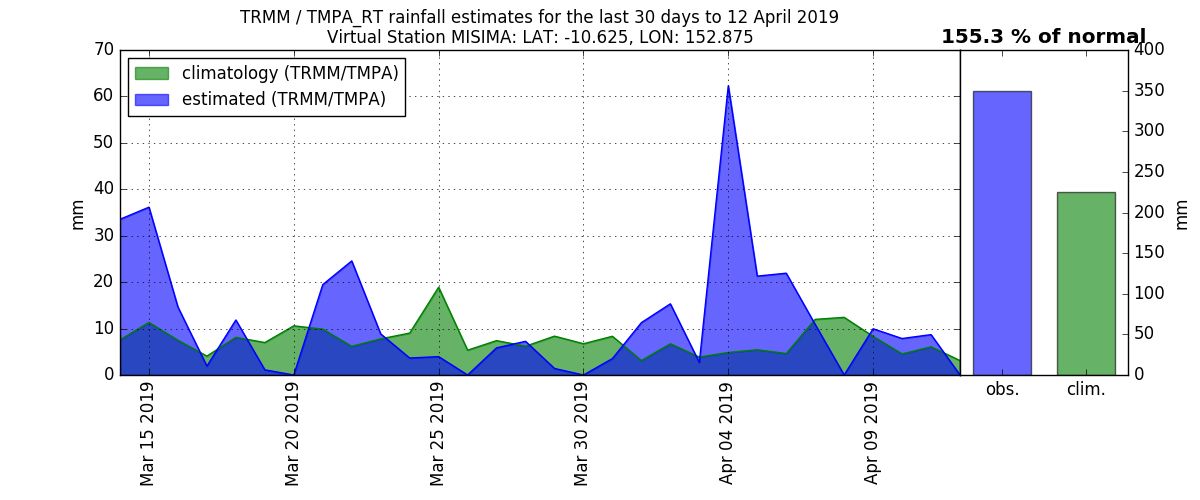 TRMM / TMPA_RT rainfall estimates for the last 30 days to 12 April 2019
Virtual Station MISIMA: LAT: -10.625, LON: 152.875
155.3 % of normal
climatology (TRMM/TMPA)
estimated (TRMM/TMPA)
mm
70
60
50
40
30
20
10
0
Mar 15 2019
Mar 20 2019
Mar 25 2019
Mar 30 2019
Apr 04 2019
Apr 09 2019
obs.
clim.
400
350
300
250
200
150
100
50
0
mm